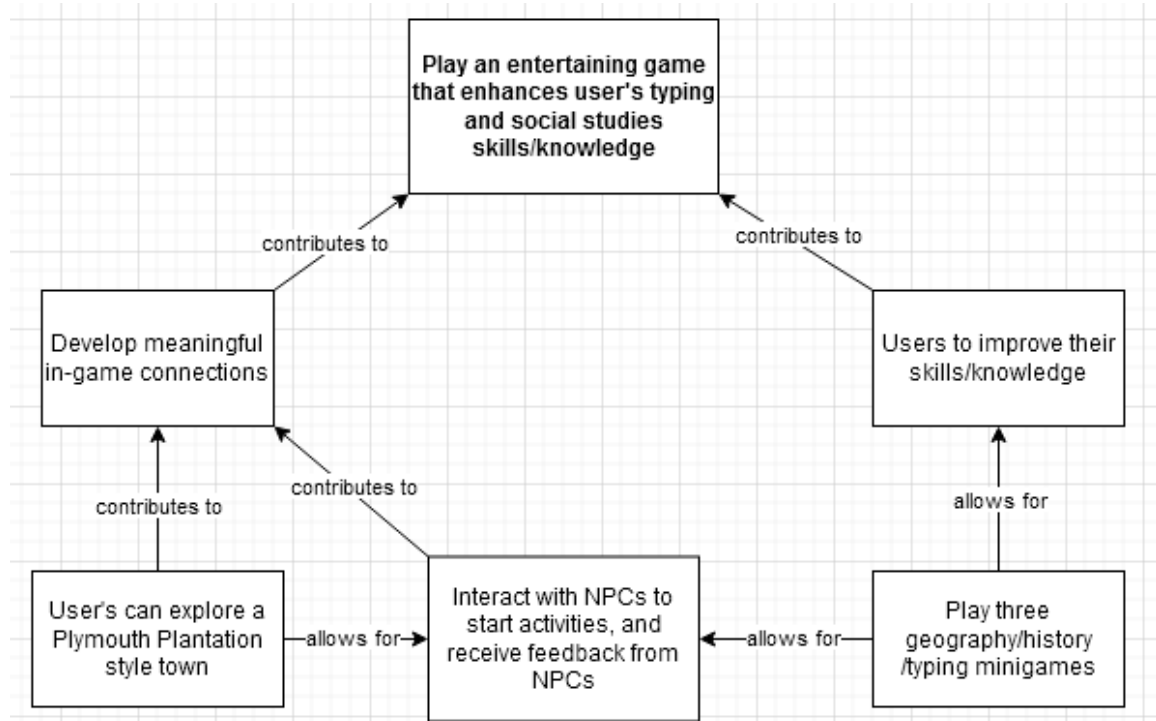 Play an entertaining game
that enhances user's typing
and social studies
skills/knowledge
contributes to
contributes to
Develop meaningful
in-game connections
Users to improve their
skills/knowledge
contributes to
contributes to
allows for
User's can explore a
Plymouth Plantation
style town
allows for
Interact with NPCs to
start activities, and
receive feedback from
NPCs
allows for
Play three
geography/history
/typing minigames